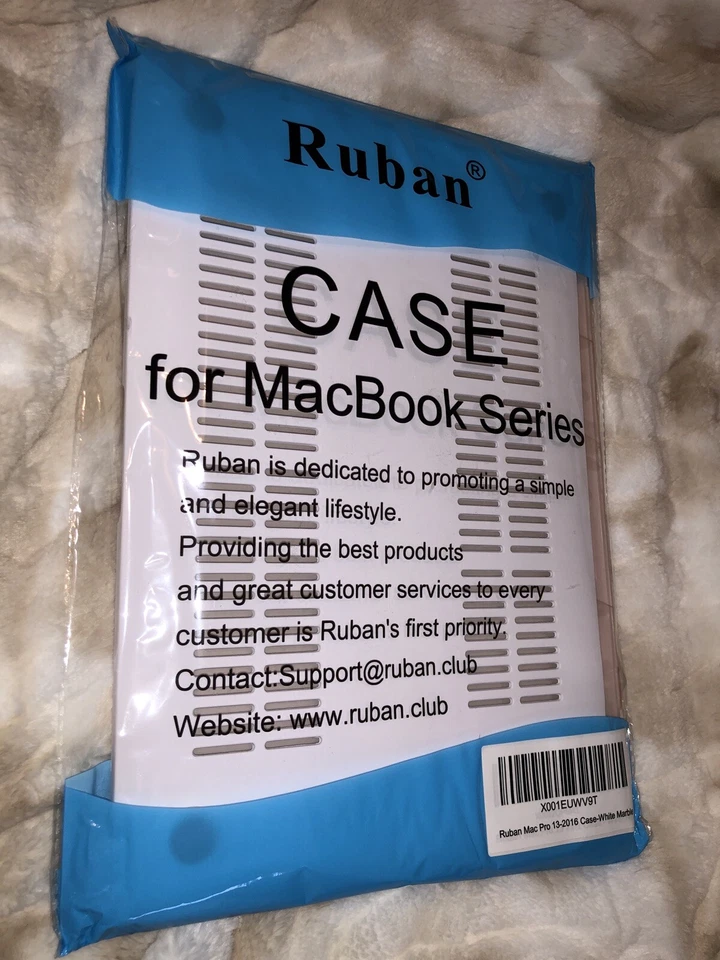 Ruban®
CASE
for MacBook Series
Ruban is dedicated to promoting a simple
and elegant lifestyle.
Providing the best products
and great customer services to every
customer is Ruban's first priority.
Contact:Support@ruban.club
Website: www.ruban.club
X001EUWV9T
Ruban Mac Pro 13-2016 Case-White Marble